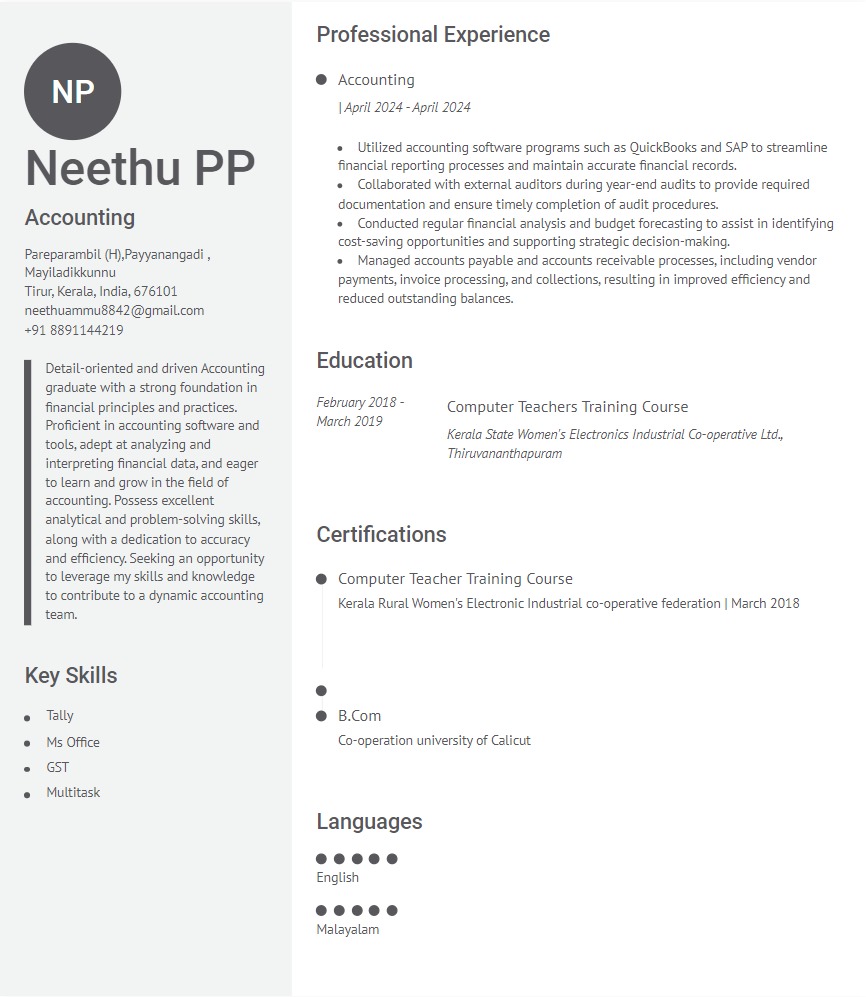 NP
Neethu PP
Accounting
Pareparambil (H),Payyanangadi ,
Mayiladikkunnu
Tirur, Kerala, India, 676101
neethuammu8842@gmail.com
+91 8891144219
Detail-oriented and driven Accounting
graduate with a strong foundation in
financial principles and practices.
Proficient in accounting software and
tools, adept at analyzing and
interpreting financial data, and eager
to learn and grow in the field of
accounting. Possess excellent
analytical and problem-solving skills,
along with a dedication to accuracy
and efficiency. Seeking an opportunity
to leverage my skills and knowledge
to contribute to a dynamic accounting
team.
Key Skills
Tally
Ms Office
GST
Multitask
Professional Experience
Accounting
| April 2024 - April 2024
• Utilized accounting software programs such as QuickBooks and SAP to streamline
financial reporting processes and maintain accurate financial records.
• Collaborated with external auditors during year-end audits to provide required
documentation and ensure timely completion of audit procedures.
• Conducted regular financial analysis and budget forecasting to assist in identifying
cost-saving opportunities and supporting strategic decision-making.
• Managed accounts payable and accounts receivable processes, including vendor
payments, invoice processing, and collections, resulting in improved efficiency and
reduced outstanding balances.
Education
February 2018 -
March 2019
Computer Teachers Training Course
Kerala State Women's Electronics Industrial Co-operative Ltd.,
Thiruvananthapuram
Certifications
Computer Teacher Training Course
Kerala Rural Women's Electronic Industrial co-operative federation | March 2018
B.Com
Co-operation university of Calicut
Languages
English
Malayalam